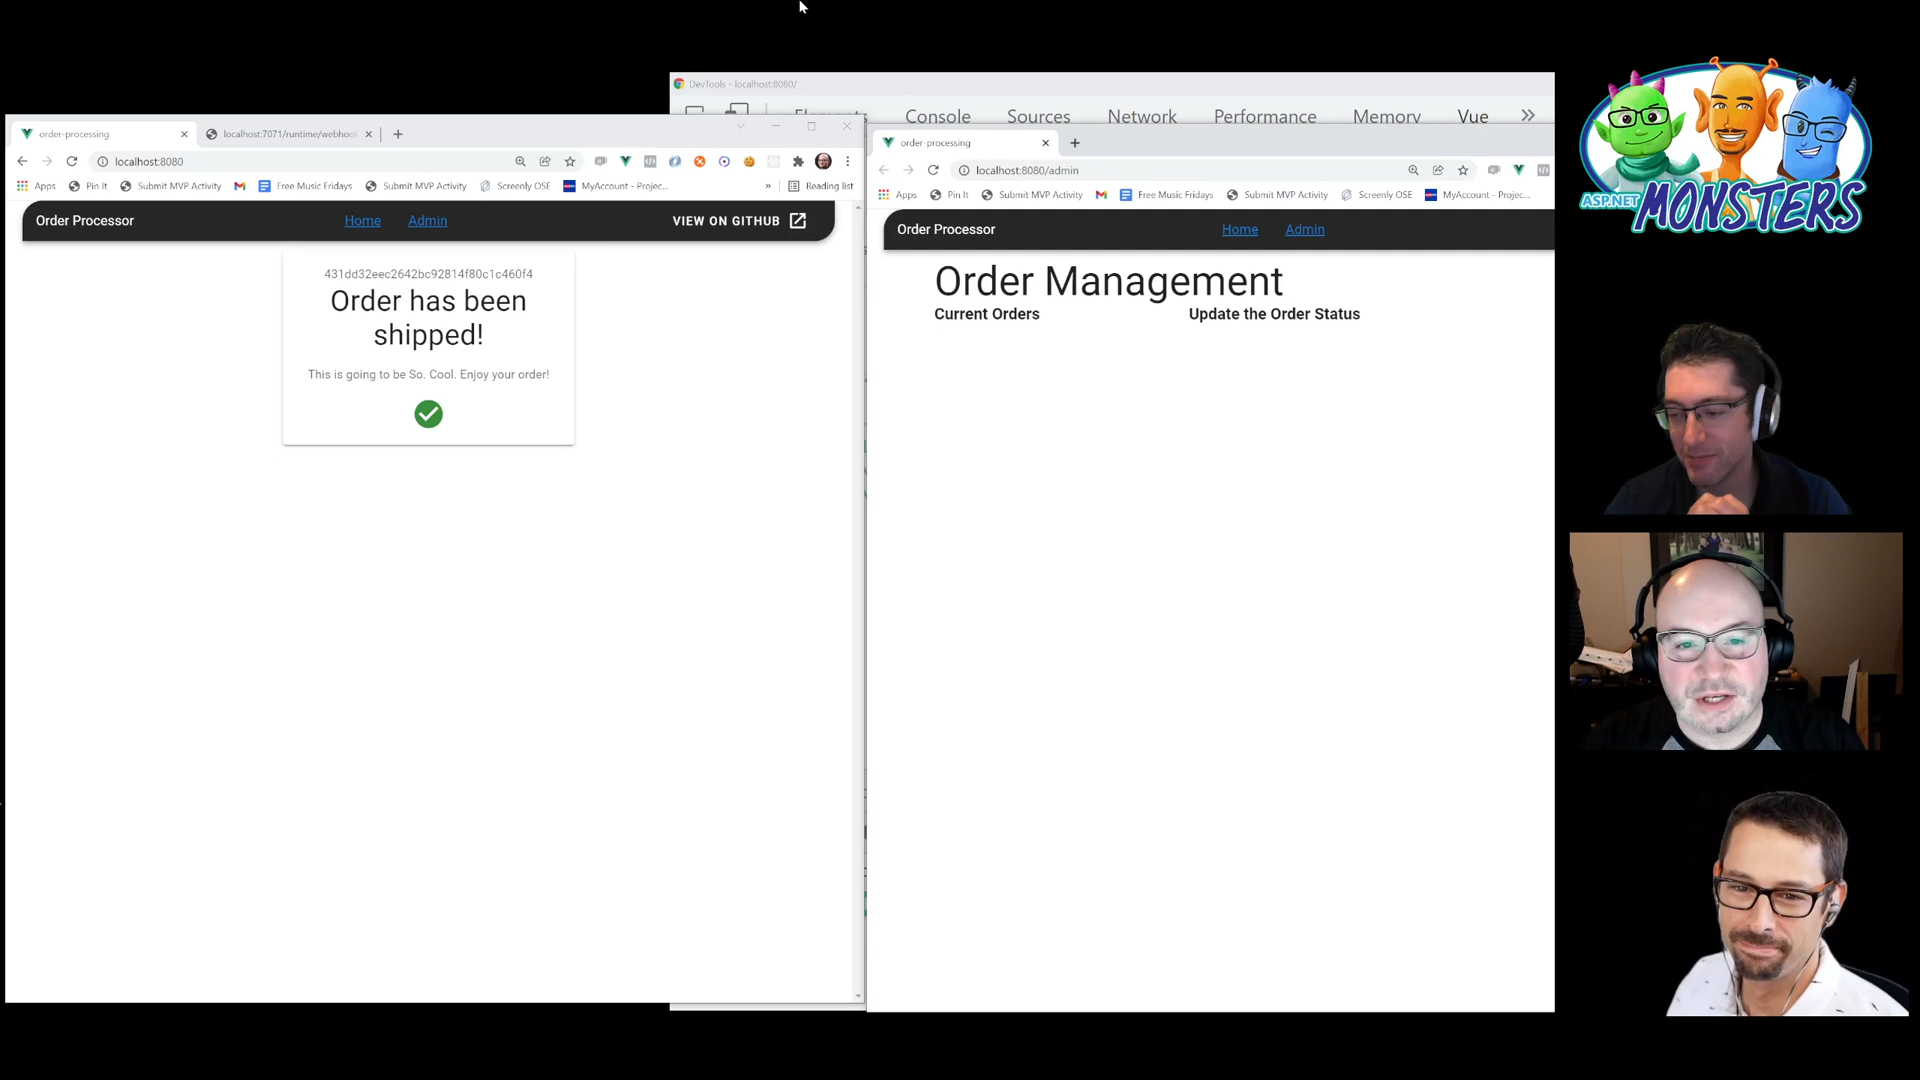 DevTools - localhost:8080/
Console Sources Network Performance Memory Vue »
order-processing
localhost:7071/runtime/webhook
localhost:8080
Apps Pin It Submit MVP Activity Free Music Fridays Submit MVP Activity Screenly OSE MyAccount - Projec... » Reading list
Order Processor Home Admin VIEW ON GITHUB
431dd32eec2642bc92814f80c1c460f4
Order has been
shipped!
This is going to be So. Cool. Enjoy your order!
order-processing
localhost:8080/admin
Apps Pin It Submit MVP Activity Free Music Fridays Submit MVP Activity Screenly OSE MyAccount - Projec...
Order Processor Home Admin
Order Management
Current Orders Update the Order Status
ASP.NET MONSTERS